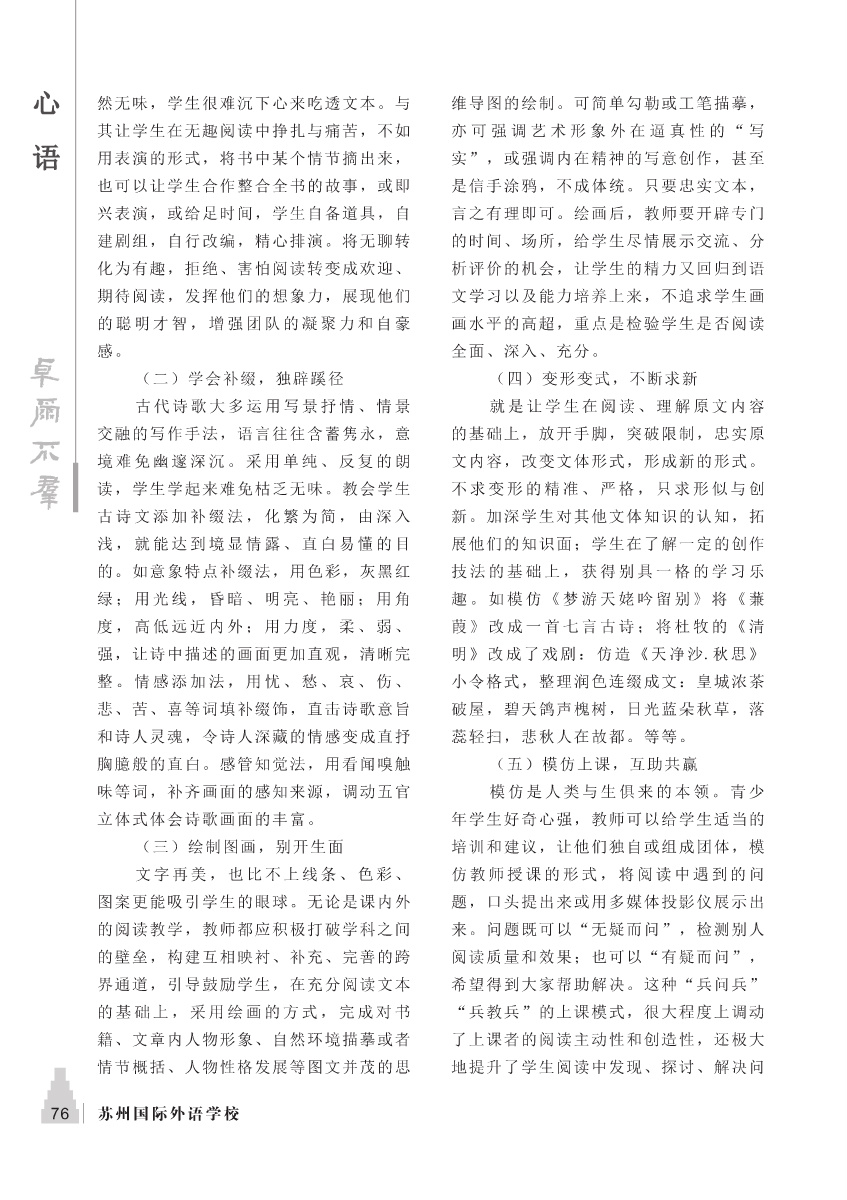 心
语
卓
尔
不
群
然无味，学生很难沉下心来吃透文本。与
其让学生在无趣阅读中挣扎与痛苦，不如
用表演的形式，将书中某个情节摘出来，
也可以让学生合作整合全书的故事，或即
兴表演，或给足时间，学生自备道具，自
建剧组，自行改编，精心排演。将无聊转
化为有趣，拒绝、害怕阅读转变成欢迎、
期待阅读，发挥他们的想象力，展现他们
的聪明才智，增强团队的凝聚力和自豪
感。
（二）学会补缀，独辟蹊径
古代诗歌大多运用写景抒情、情景
交融的写作手法，语言往往含蓄隽永，意
境难免幽邃深沉。采用单纯、反复的朗
读，学生学起来难免枯乏无味。教会学生
古诗文添加补缀法，化繁为简，由深入
浅，就能达到境显情露、直白易懂的目
的。如意象特点补缀法，用色彩，灰黑红
绿；用光线，昏暗、明亮、艳丽；用角
度，高低远近内外；用力度，柔、弱、
强，让诗中描述的画面更加直观，清晰完
整。情感添加法，用忧、愁、哀、伤、
悲、苦、喜等词填补缀饰，直击诗歌意旨
和诗人灵魂，令诗人深藏的情感变成直抒
胸臆般的直白。感管知觉法，用看闻嗅触
味等词，补齐画面的感知来源，调动五官
立体式体会诗歌画面的丰富。
（三）绘制图画，别开生面
文字再美，也比不上线条、色彩、
图案更能吸引学生的眼球。无论是课内外
的阅读教学，教师都应积极打破学科之间
的壁垒，构建互相映衬、补充、完善的跨
界通道，引导鼓励学生，在充分阅读文本
的基础上，采用绘画的方式，完成对书
籍、文章内人物形象、自然环境描摹或者
情节概括、人物性格发展等图文并茂的思
维导图的绘制。可简单勾勒或工笔描摹，
亦可强调艺术形象外在逼真性的“写
实”，或强调内在精神的写意创作，甚至
是信手涂鸦，不成体统。只要忠实文本，
言之有理即可。绘画后，教师要开辟专门
的时间、场所，给学生尽情展示交流、分
析评价的机会，让学生的精力又回归到语
文学习以及能力培养上来，不追求学生画
画水平的高超，重点是检验学生是否阅读
全面、深入、充分。
（四）变形变式，不断求新
就是让学生在阅读、理解原文内容
的基础上，放开手脚，突破限制，忠实原
文内容，改变文体形式，形成新的形式。
不求变形的精准、严格，只求形似与创
新。加深学生对其他文体知识的认知，拓
展他们的知识面；学生在了解一定的创作
技法的基础上，获得别具一格的学习乐
趣。如模仿《梦游天姥吟留别》将《蒹
葭》改成一首七言古诗；将杜牧的《清
明》改成了戏剧：仿造《天净沙.秋思》
小令格式，整理润色连缀成文：皇城浓茶
破屋，碧天鸽声槐树，日光蓝朵秋草，落
蕊轻扫，悲秋人在故都。等等。
（五）模仿上课，互助共赢
模仿是人类与生俱来的本领。青少
年学生好奇心强，教师可以给学生适当的
培训和建议，让他们独自或组成团体，模
仿教师授课的形式，将阅读中遇到的问
题，口头提出来或用多媒体投影仪展示出
来。问题既可以“无疑而问”，检测别人
阅读质量和效果；也可以“有疑而问”，
希望得到大家帮助解决。这种“兵问兵”
“兵教兵”的上课模式，很大程度上调动
了上课者的阅读主动性和创造性，还极大
地提升了学生阅读中发现、探讨、解决问
76
苏州国际外语学校